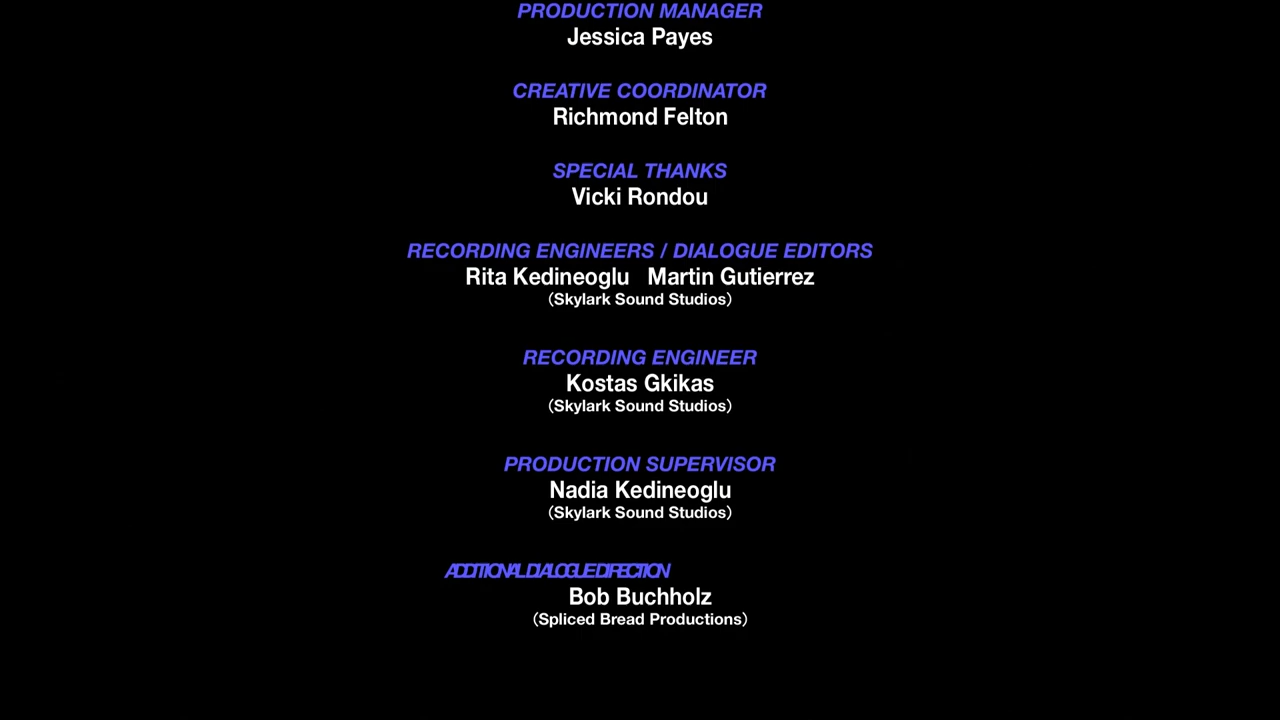 PRODUCTION MANAGER
Jessica Payes
CREATIVE COORDINATOR
Richmond Felton
SPECIAL THANKS
Vicki Rondou
RECORDING ENGINEERS / DIALOGUE EDITORS
Rita Kedineoglu Martin Gutierrez
(Skylark Sound Studios)
RECORDING ENGINEER
Kostas Gkikas
(Skylark Sound Studios)
PRODUCTION SUPERVISOR
Nadia Kedineoglu
(Skylark Sound Studios)
ADDITIONAL DIALOGUE DIRECTION
Bob Buchholz
(Spliced Bread Productions)